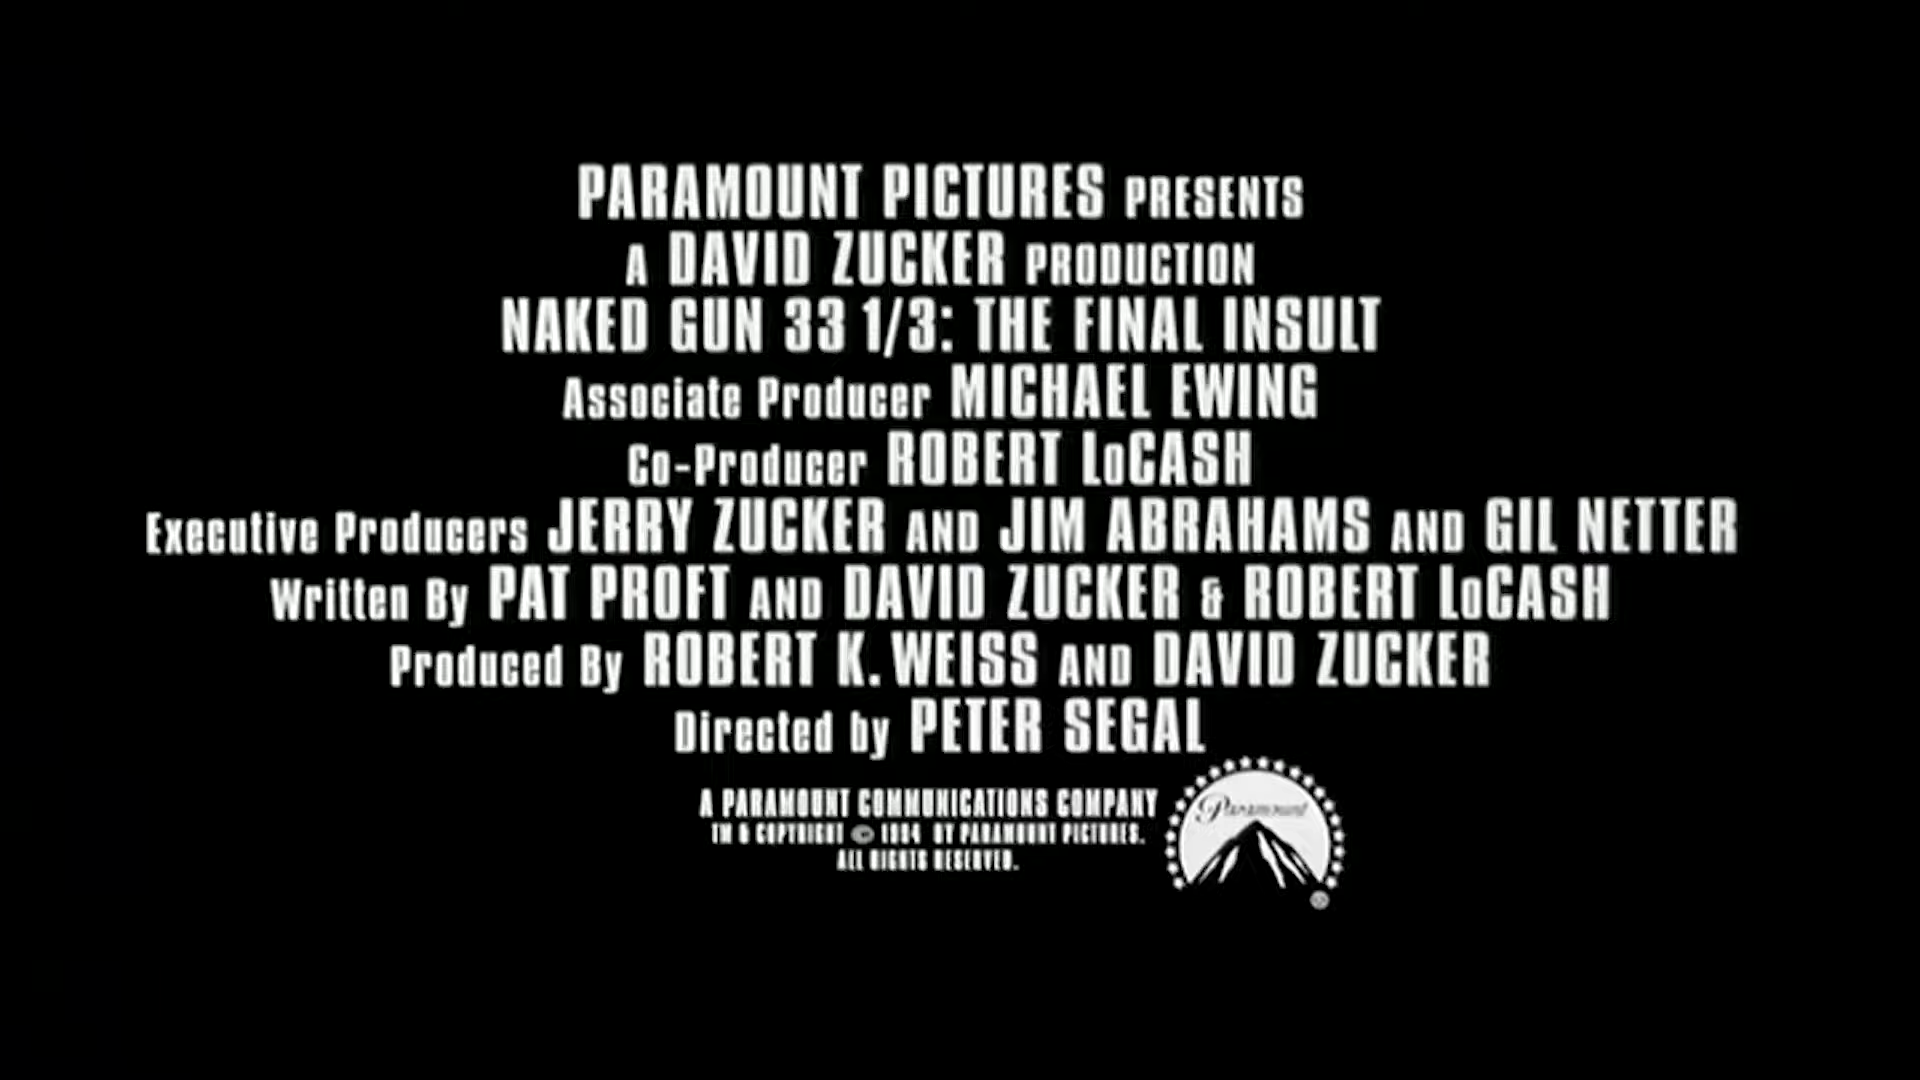 PARAMOUNT PICTURES PRESENTS
A DAVID ZUCKER PRODUCTION
NAKED GUN 33 1/3: THE FINAL INSULT
Associate Producer MICHAEL EWING
Co-Producer ROBERT LoCASH
Executive Producers JERRY ZUCKER AND JIM ABRAHAMS AND GIL NETTER
Written By PAT PROFT AND DAVID ZUCKER & ROBERT LoCASH
Produced By ROBERT K. WEISS AND DAVID ZUCKER
Directed by PETER SEGAL
A PARAMOUNT COMMUNICATIONS COMPANY
TM & COPYRIGHT © 1994 BY PARAMOUNT PICTURES.
ALL RIGHTS RESERVED.
Paramount
®